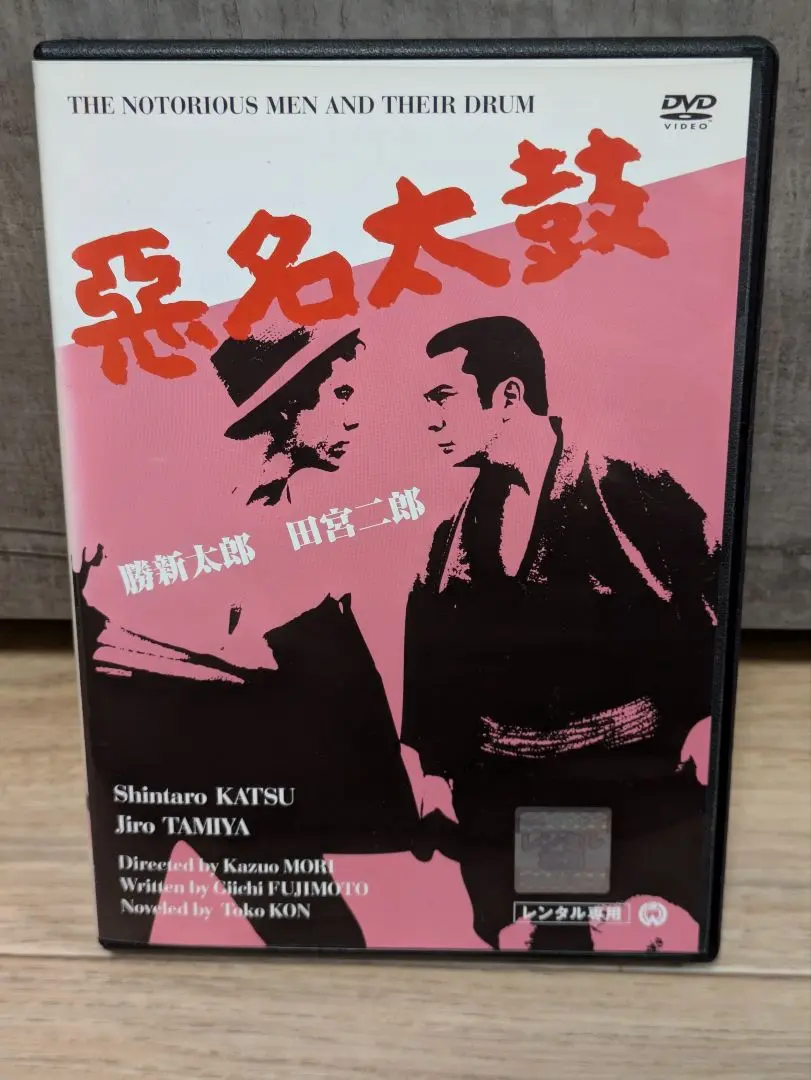 THE NOTORIOUS MEN AND THEIR DRUM
DVD
VIDEO
惡名太鼓
勝新太郎 田宮二郎
Shintaro KATSU
Jiro TAMIYA
Directed by Kazuo MORI
Written by Giichi FUJIMOTO
Noveled by Toko KON
レンタル専用